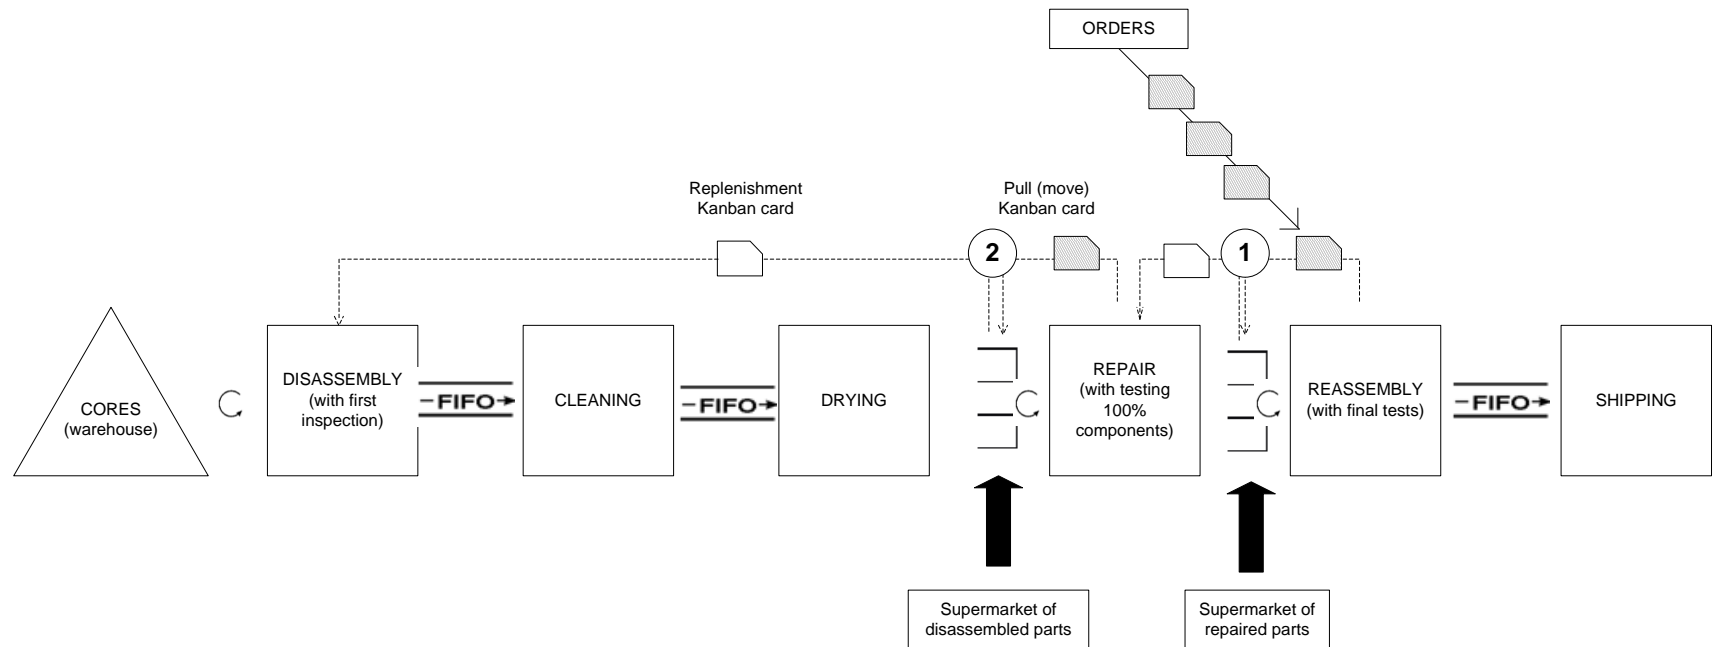 ORDERS
Replenishment
Kanban card
Pull (move)
Kanban card
2
1
CORES
(warehouse)
DISASSEMBLY
(with first
inspection)
FIFO
CLEANING
FIFO
DRYING
REPAIR
(with testing
100%
components)
REASSEMBLY
(with final tests)
FIFO
SHIPPING
Supermarket of
disassembled parts
Supermarket of
repaired parts